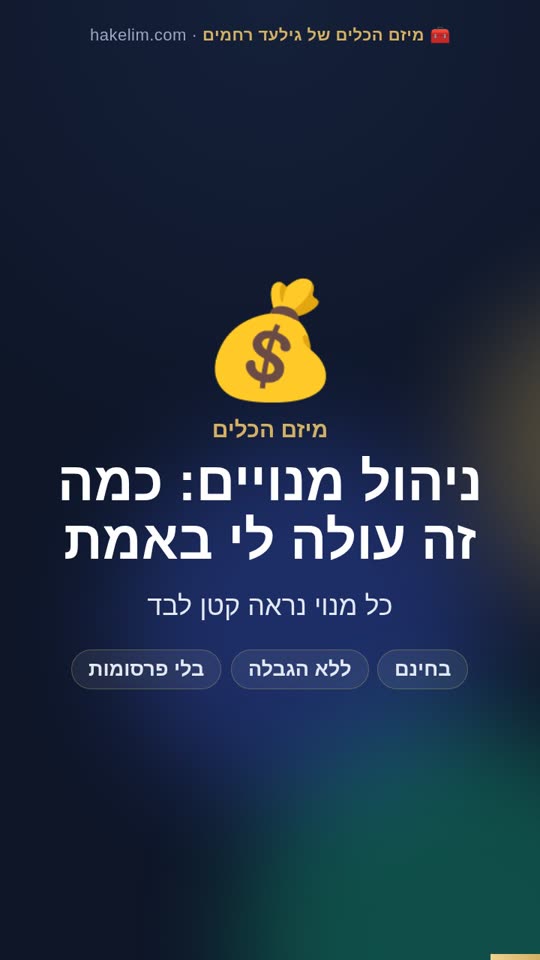 🧰 מיזם הכלים של גילעד רחמים · hakelim.com
מיזם הכלים
ניהול מנויים: כמה
זה עולה לי באמת
כל מנוי נראה קטן לבד
בחינם
ללא הגבלה
בלי פרסומות